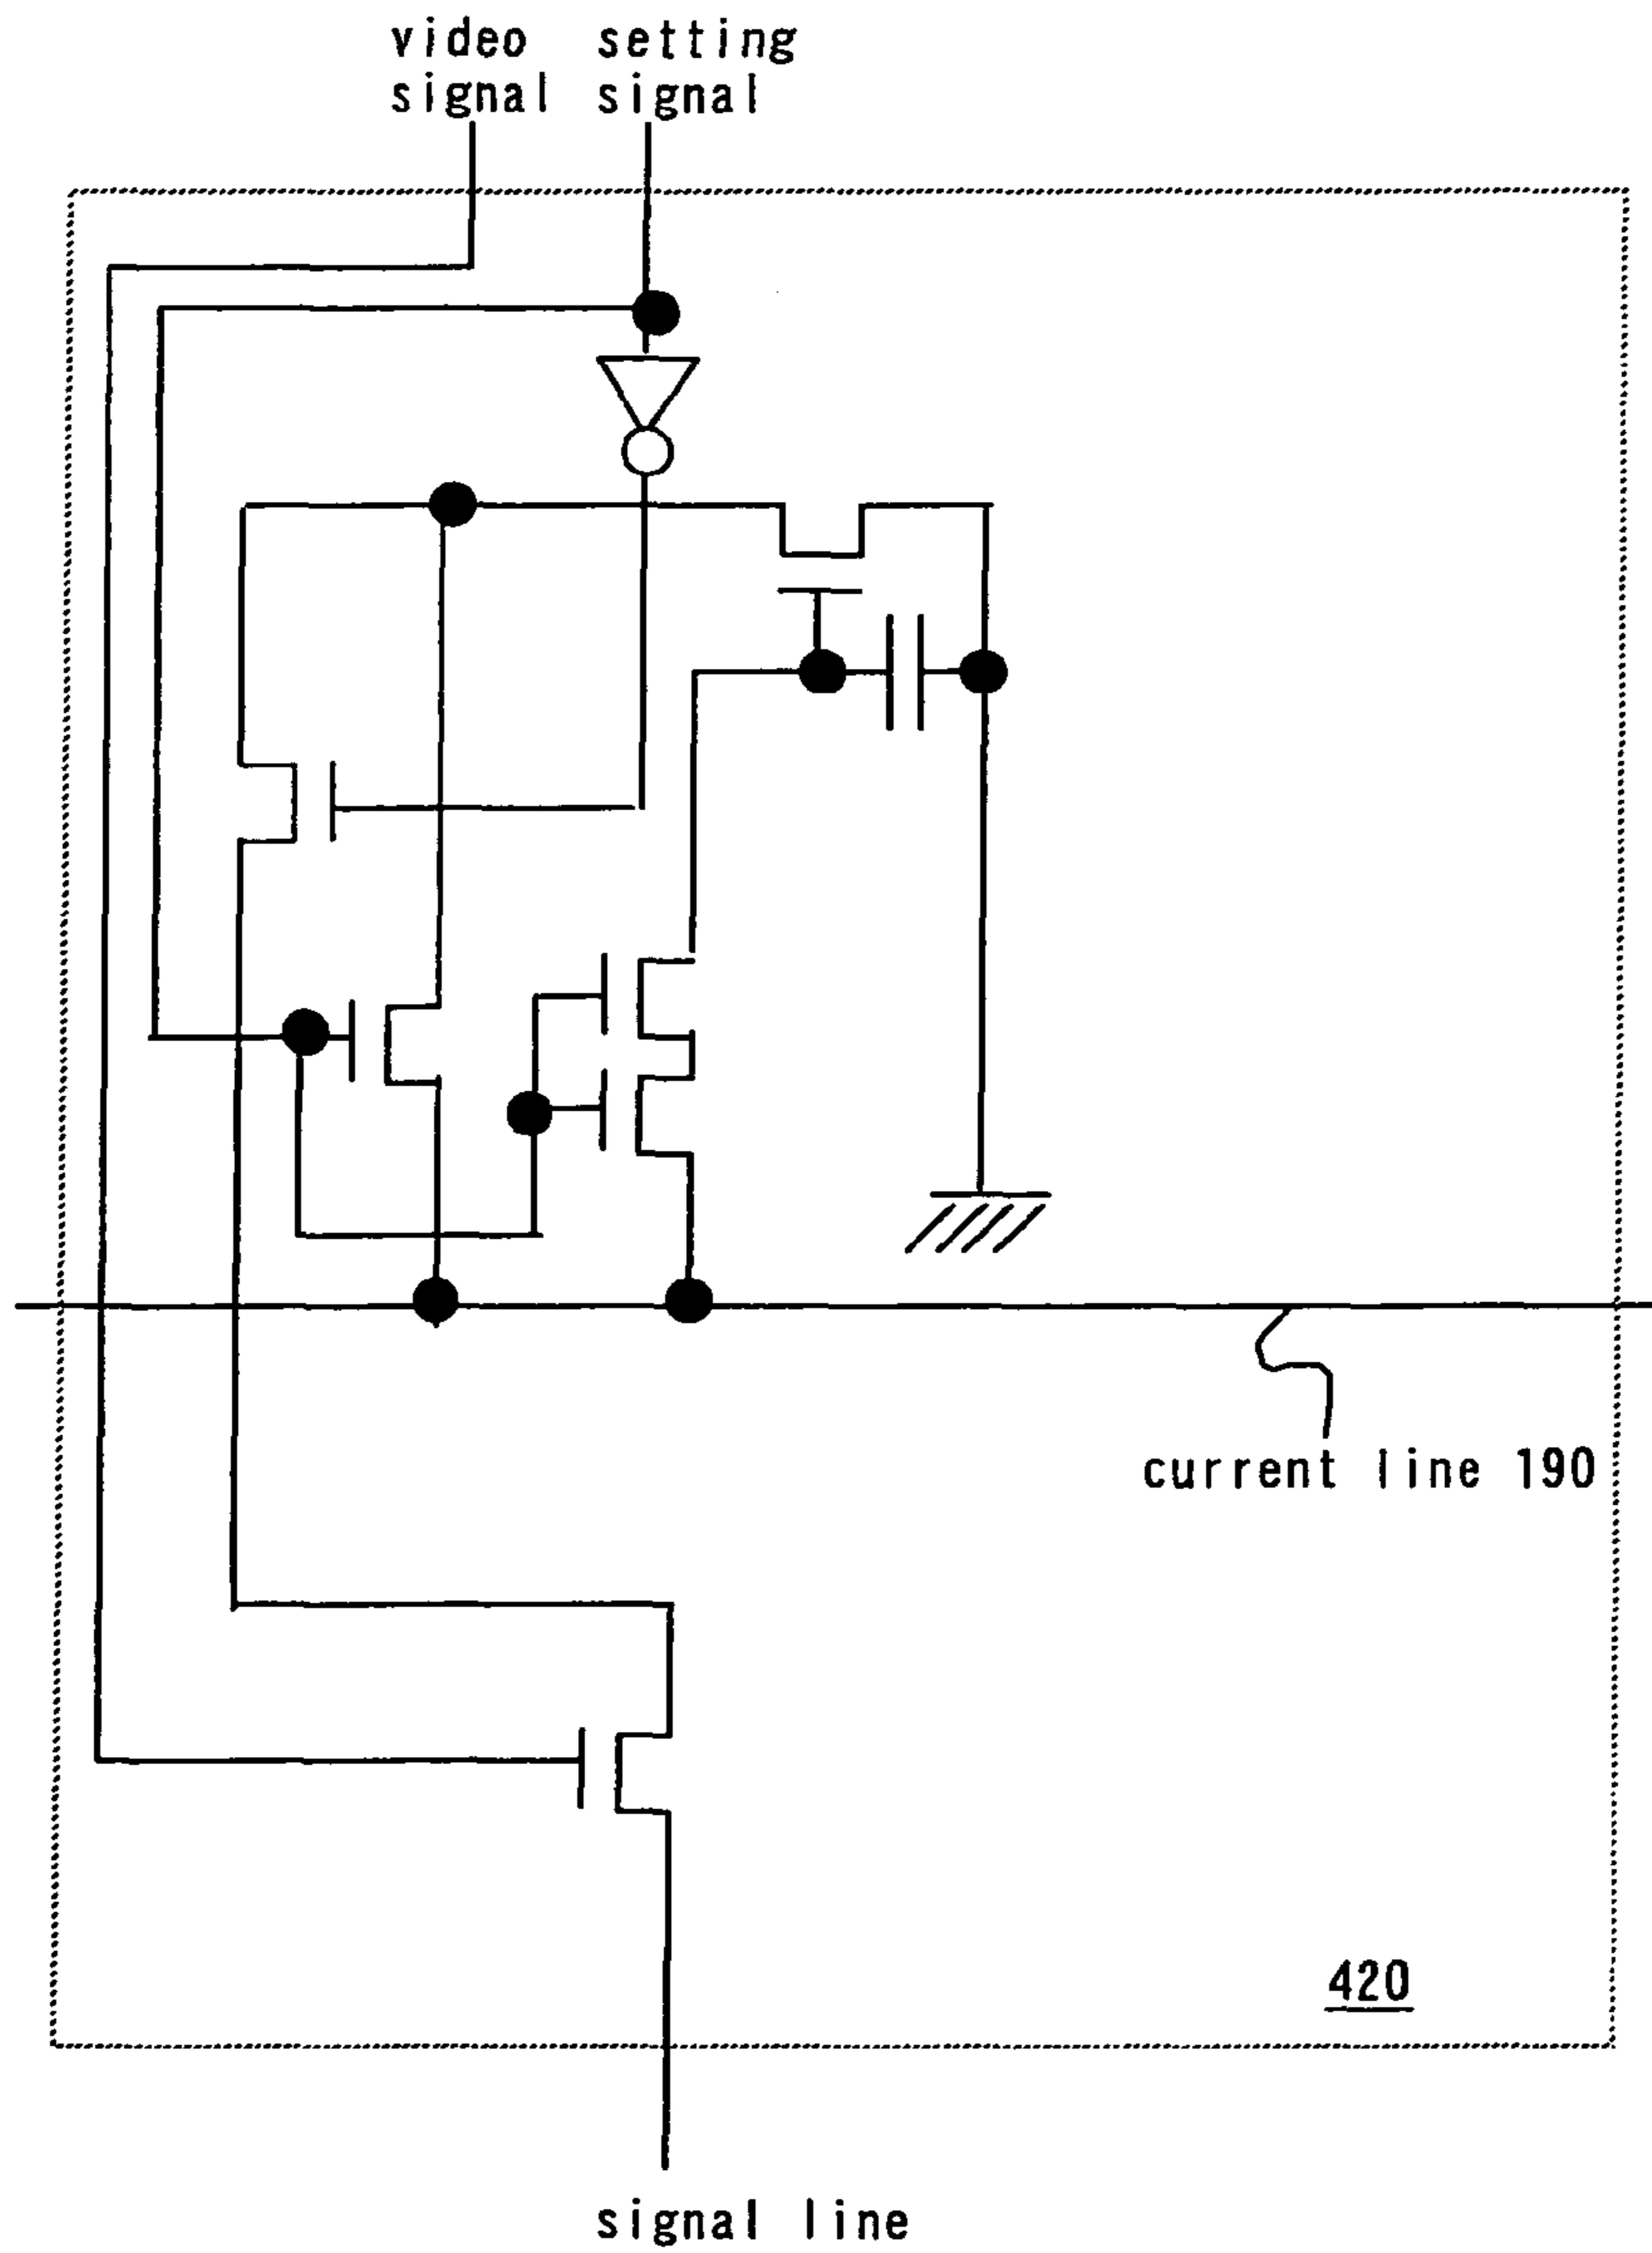 video setting
signal signal
current line 190
420
signal line